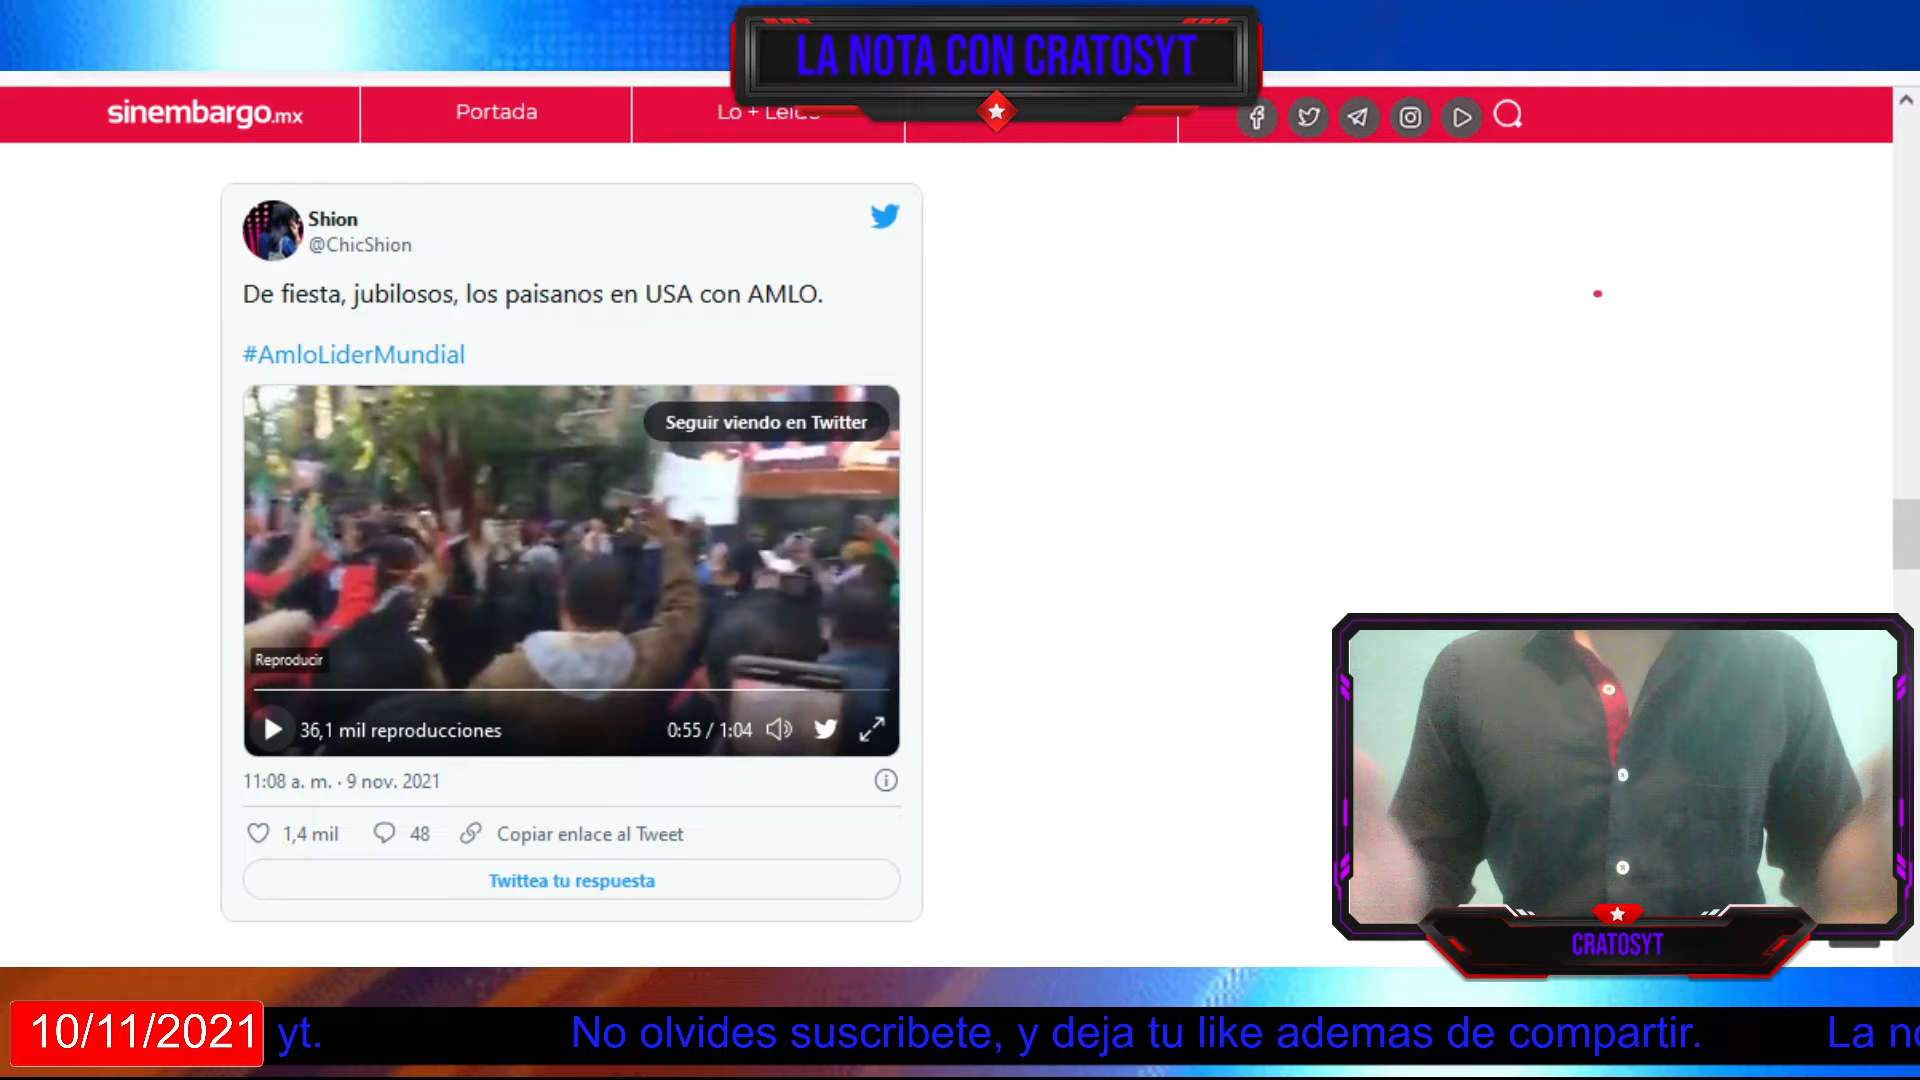 LA NOTA CON CRATOSYT
sinembargo.mx
Portada
Lo + Leído
Shion
@ChicShion
De fiesta, jubilosos, los paisanos en USA con AMLO.
#AmloLiderMundial
Seguir viendo en Twitter
Reproducir
36,1 mil reproducciones
0:55 / 1:04
11:08 a. m. · 9 nov. 2021
1,4 mil
48
Copiar enlace al Tweet
Twittea tu respuesta
CRATOSYT
10/11/2021
yt.
No olvides suscribete, y deja tu like ademas de compartir.
La